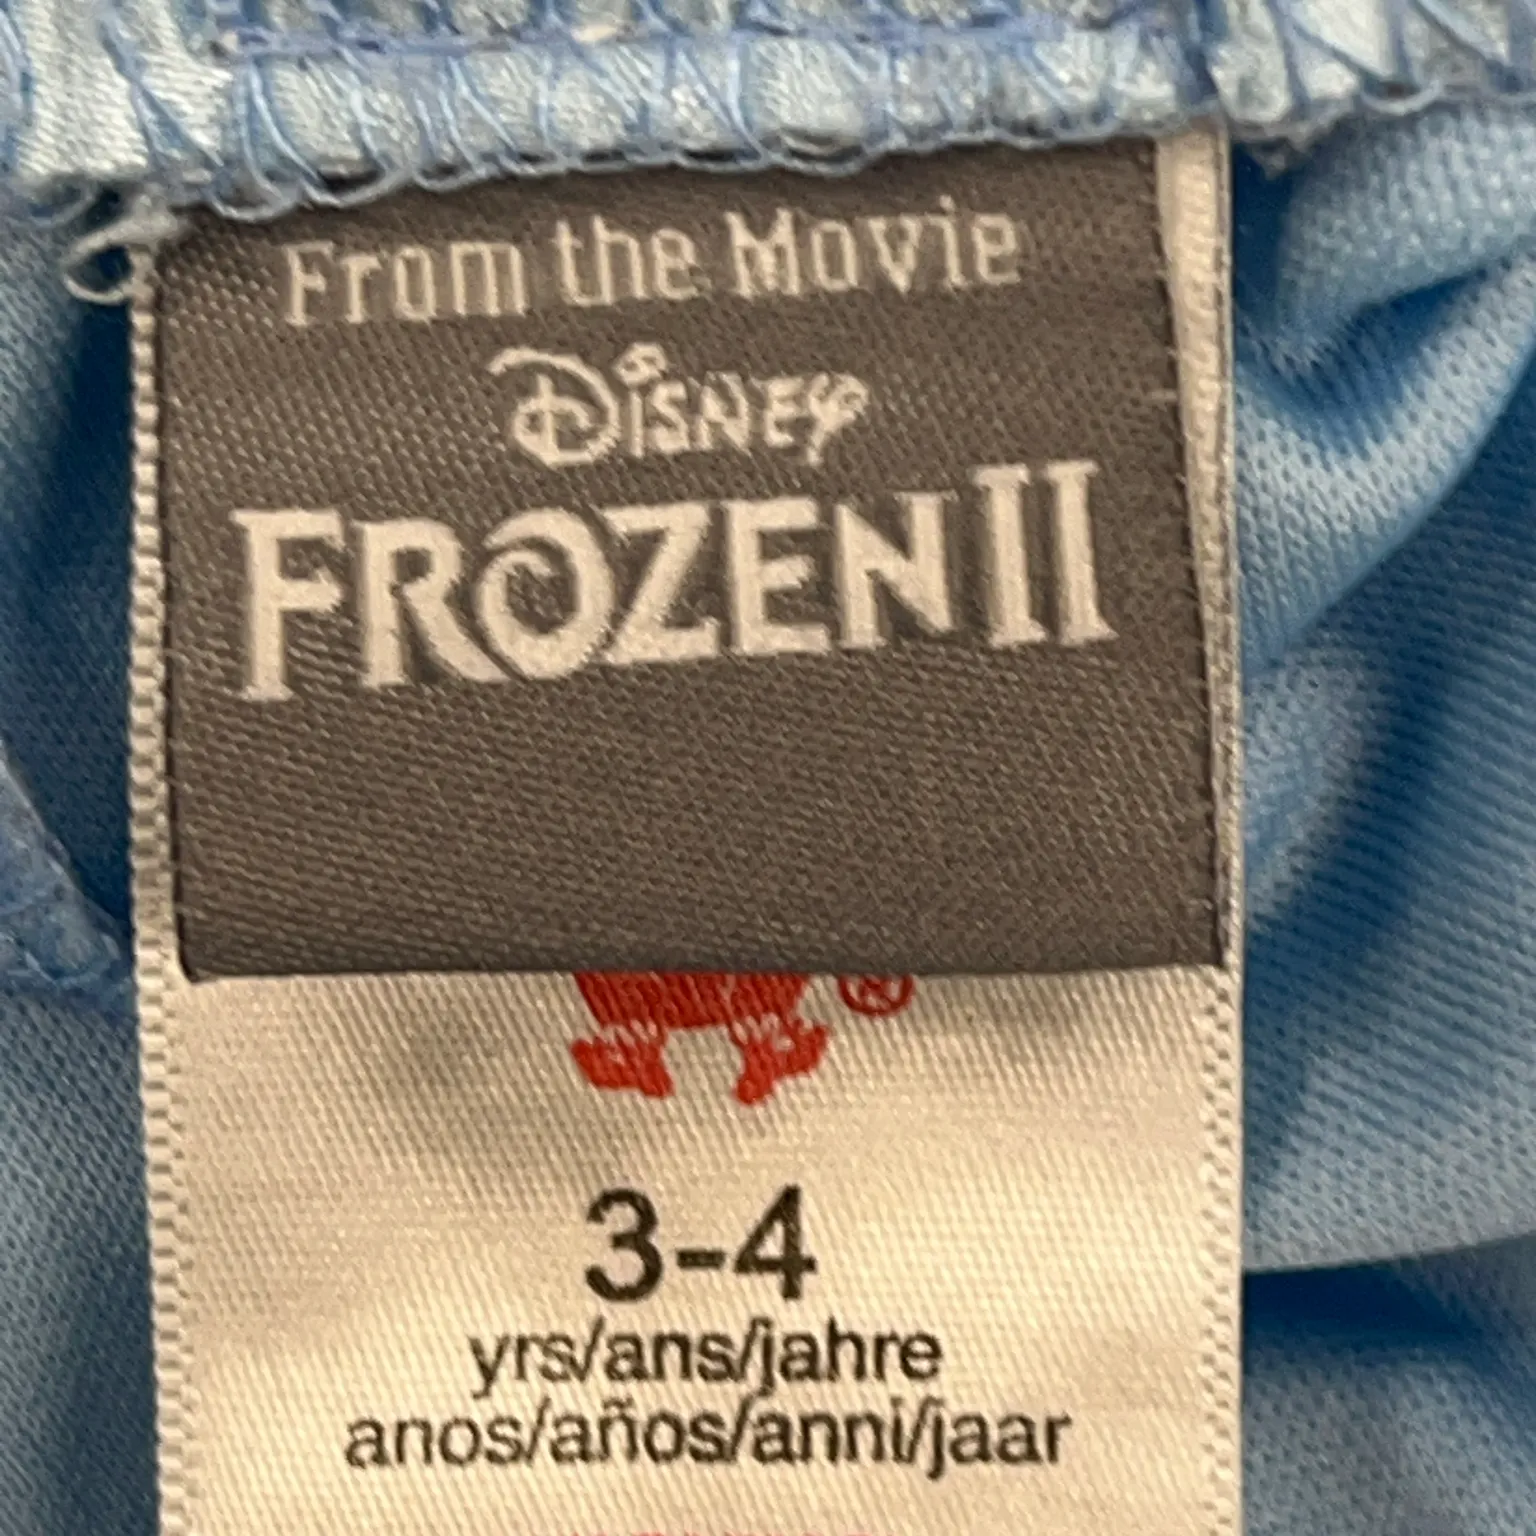 From the Movie
Disney
FROZEN II
®
3-4
yrs/ans/jahre
anos/años/anni/jaar